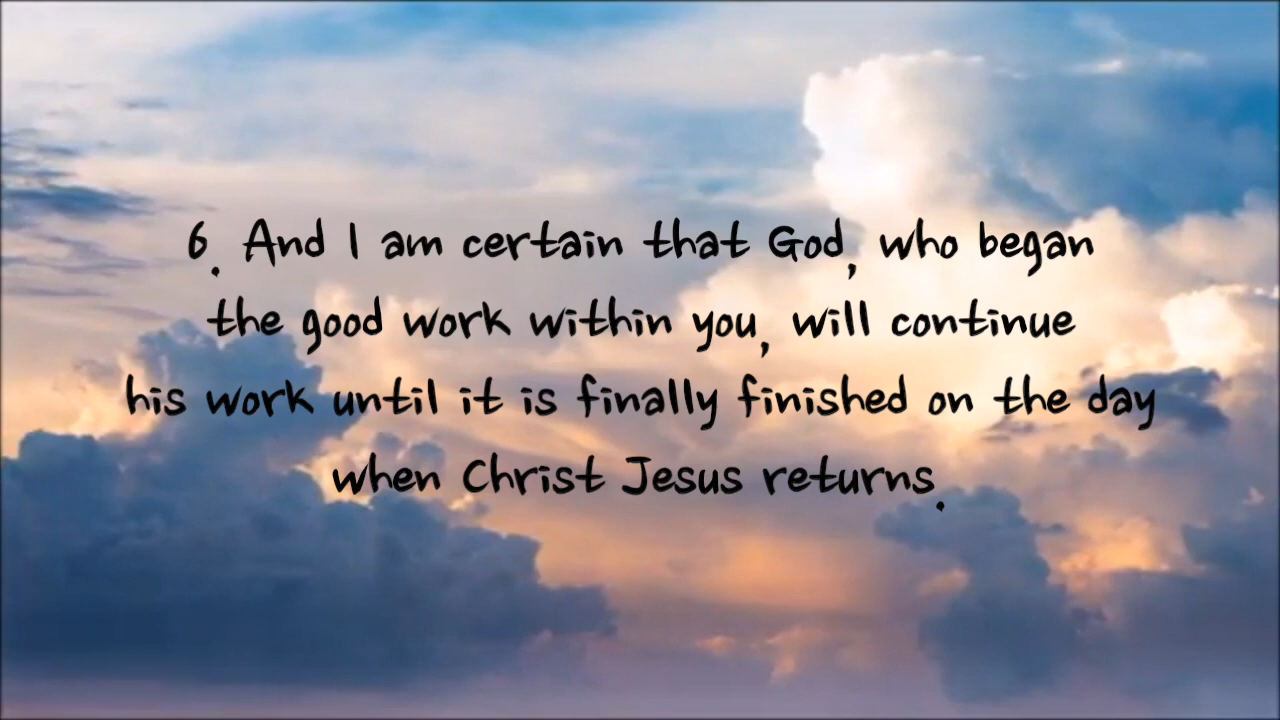 6. And I am certain that God, who began
the good work within you, will continue
his work until it is finally finished on the day
when Christ Jesus returns.